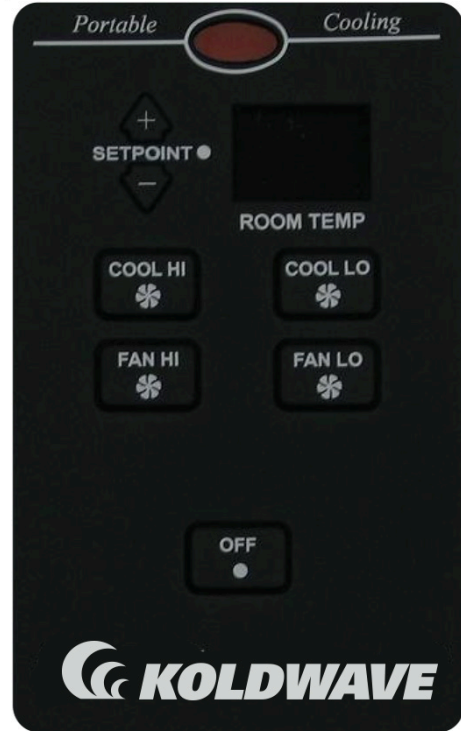 Portable Cooling
+
SETPOINT
−
ROOM TEMP
COOL HI COOL LO
FAN HI FAN LO
OFF
KOLDWAVE